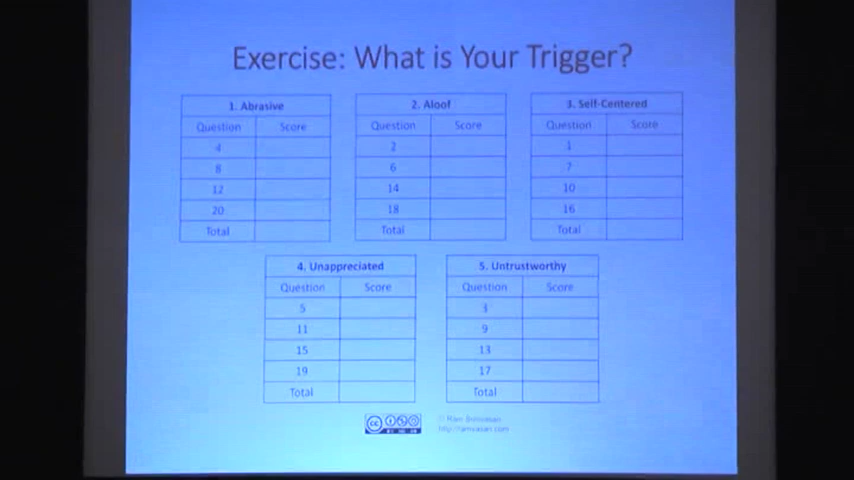 Exercise: What is Your Trigger?
1. Abrasive
Question Score
4
8
12
20
Total
2. Aloof
Question Score
2
6
14
18
Total
3. Self-Centered
Question Score
1
7
10
16
Total
4. Unappreciated
Question Score
5
11
15
19
Total
5. Untrustworthy
Question Score
3
9
13
17
Total
cc